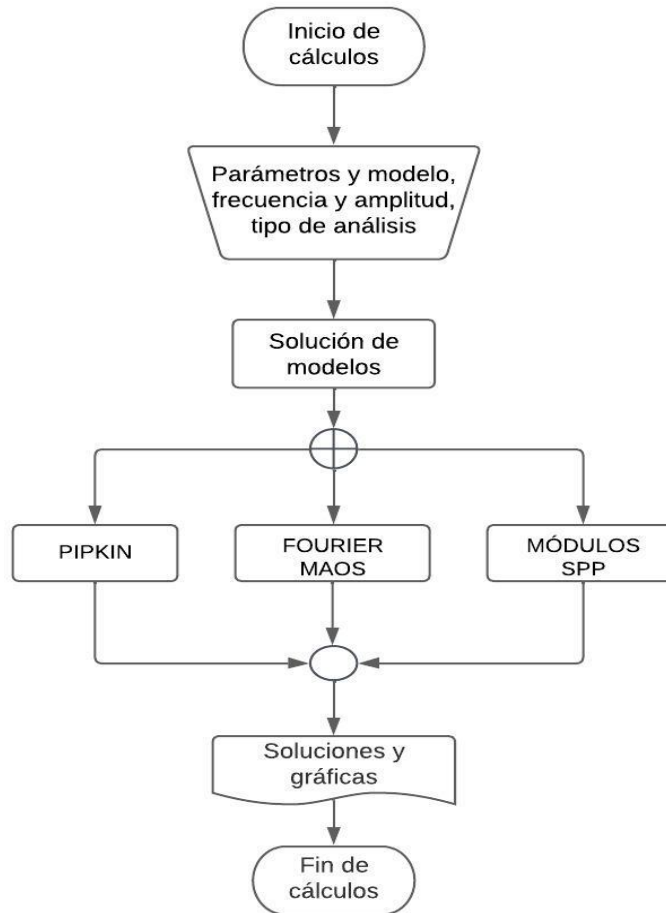 Inicio de
cálculos
Parámetros y modelo,
frecuencia y amplitud,
tipo de análisis
Solución de
modelos
PIPKIN
FOURIER
MAOS
MÓDULOS
SPP
Soluciones y
gráficas
Fin de
cálculos